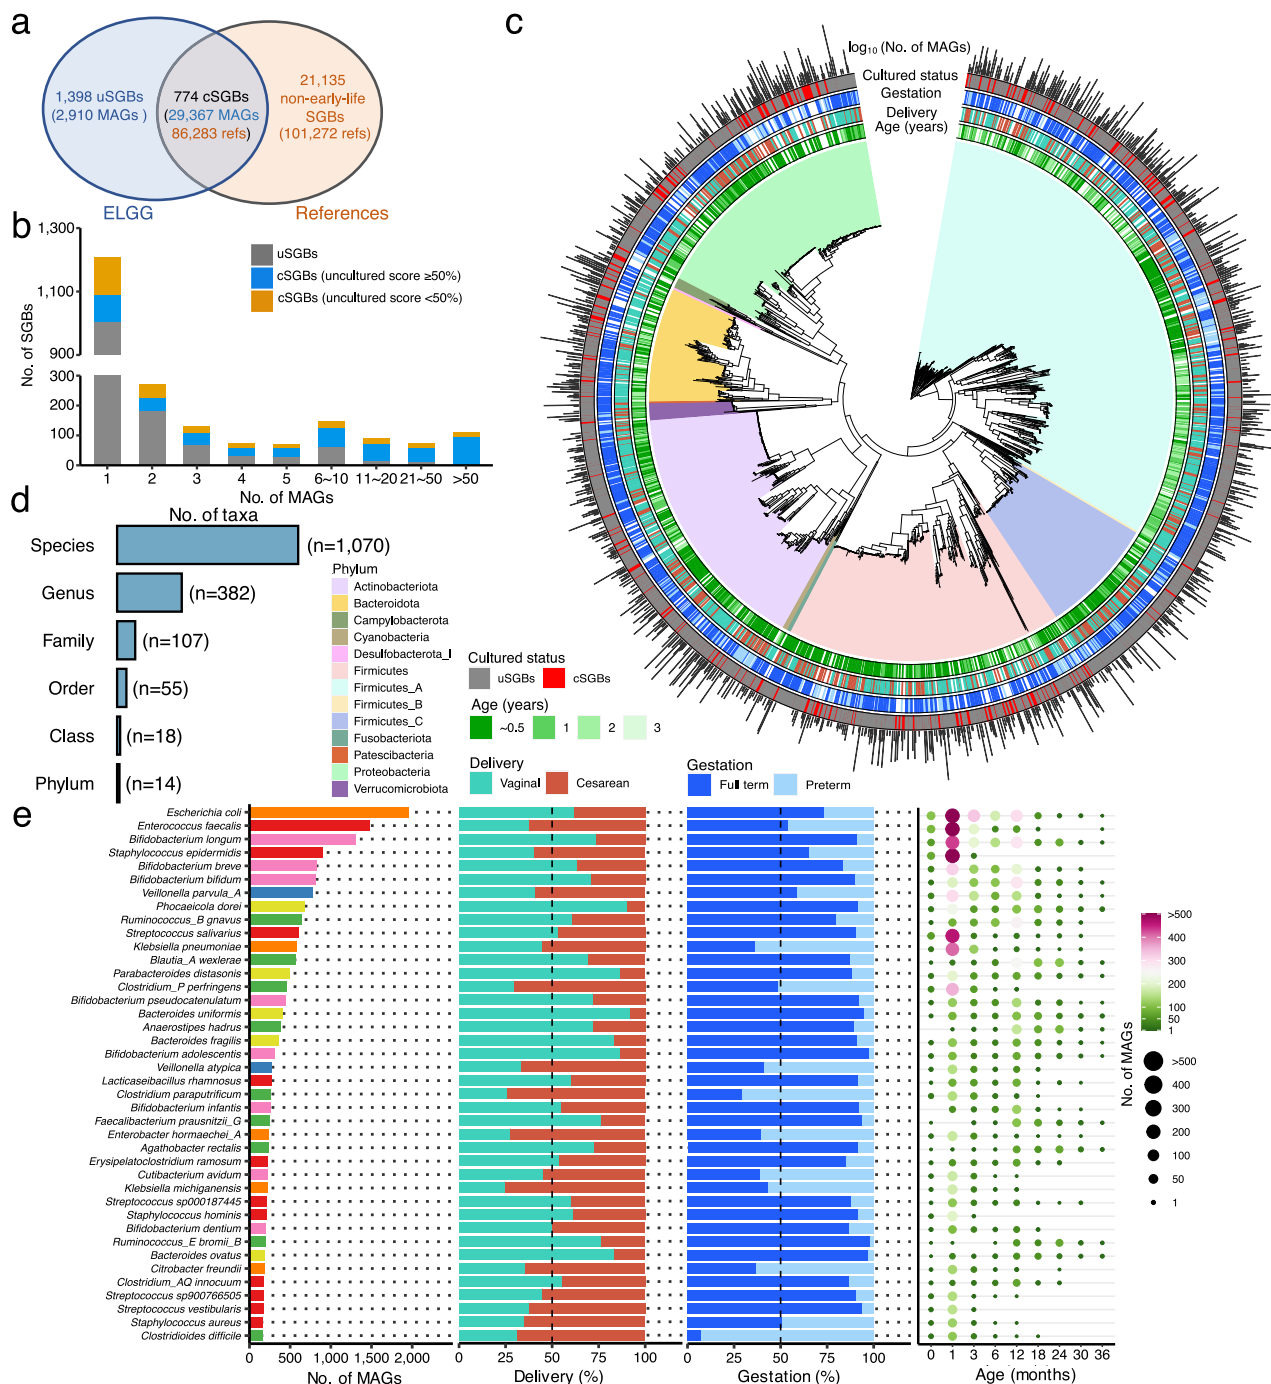 a
1,398 uSGBs
(2,910 MAGs )
774 cSGBs
(29,367 MAGs
86,283 refs)
21,135
non-early-life
SGBs
(101,272 refs)
ELGG
References
b
No. of SGBs
1,300
1,100
900
300
200
100
0
uSGBs
cSGBs (uncultured score ≥50%)
cSGBs (uncultured score <50%)
1 2 3 4 5 6~10 11~20 21~50 >50
No. of MAGs
c
log10 (No. of MAGs)
Cultured status
Gestation
Delivery
Age (years)
d
No. of taxa
Species (n=1,070)
Genus (n=382)
Family (n=107)
Order (n=55)
Class (n=18)
Phylum (n=14)
Phylum
Actinobacteriota
Bacteroidota
Campylobacterota
Cyanobacteria
Desulfobacterota_I
Firmicutes
Firmicutes_A
Firmicutes_B
Firmicutes_C
Fusobacteriota
Patescibacteria
Proteobacteria
Verrucomicrobiota
Cultured status
uSGBs cSGBs
Age (years)
~0.5 1 2 3
Delivery
Vaginal Cesarean
Gestation
Full term Preterm
e
Escherichia coli
Enterococcus faecalis
Bifidobacterium longum
Staphylococcus epidermidis
Bifidobacterium breve
Bifidobacterium bifidum
Veillonella parvula_A
Phocaeicola dorei
Ruminococcus_B gnavus
Streptococcus salivarius
Klebsiella pneumoniae
Blautia_A wexlerae
Parabacteroides distasonis
Clostridium_P perfringens
Bifidobacterium pseudocatenulatum
Bacteroides uniformis
Anaerostipes hadrus
Bacteroides fragilis
Bifidobacterium adolescentis
Veillonella atypica
Lacticaseibacillus rhamnosus
Clostridium paraputrificum
Bifidobacterium infantis
Faecalibacterium prausnitzii_G
Enterobacter hormaechei_A
Agathobacter rectalis
Erysipelatoclostridium ramosum
Cutibacterium avidum
Klebsiella michiganensis
Streptococcus sp000187445
Staphylococcus hominis
Bifidobacterium dentium
Ruminococcus_E bromii_B
Bacteroides ovatus
Citrobacter freundii
Clostridium_AQ innocuum
Streptococcus sp900766505
Streptococcus vestibularis
Staphylococcus aureus
Clostridioides difficile
0 500 1,000 1,500 2,000
No. of MAGs
0 25 50 75 100
Delivery (%)
0 25 50 75 100
Gestation (%)
0 1 3 6 12 18 24 30 36
Age (months)
No. of MAGs
>500
400
300
200
100
50
1
>500
400
300
200
100
50
1